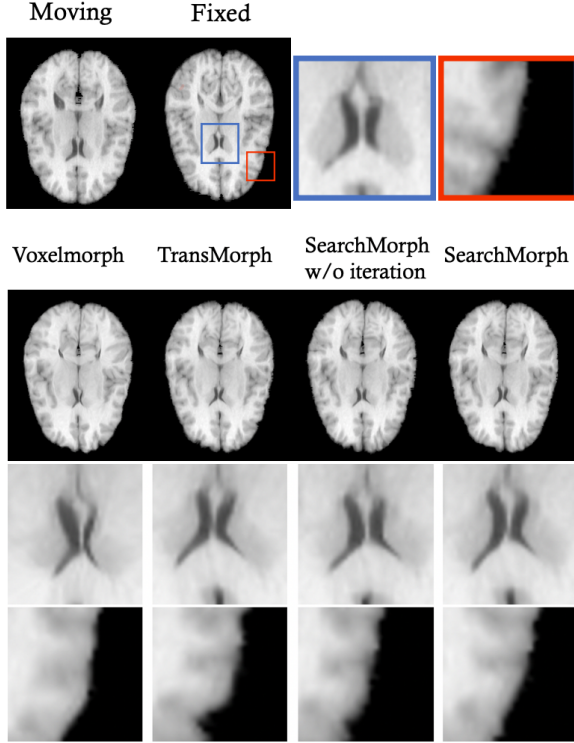 Moving
Fixed
Voxelmorph
TransMorph
SearchMorph
w/o iteration
SearchMorph